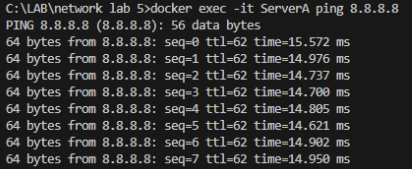 C:\LAB\network lab 5>docker exec -it ServerA ping 8.8.8.8
PING 8.8.8.8 (8.8.8.8): 56 data bytes
64 bytes from 8.8.8.8: seq=0 ttl=62 time=15.572 ms
64 bytes from 8.8.8.8: seq=1 ttl=62 time=14.976 ms
64 bytes from 8.8.8.8: seq=2 ttl=62 time=14.737 ms
64 bytes from 8.8.8.8: seq=3 ttl=62 time=14.700 ms
64 bytes from 8.8.8.8: seq=4 ttl=62 time=14.805 ms
64 bytes from 8.8.8.8: seq=5 ttl=62 time=14.621 ms
64 bytes from 8.8.8.8: seq=6 ttl=62 time=14.902 ms
64 bytes from 8.8.8.8: seq=7 ttl=62 time=14.950 ms